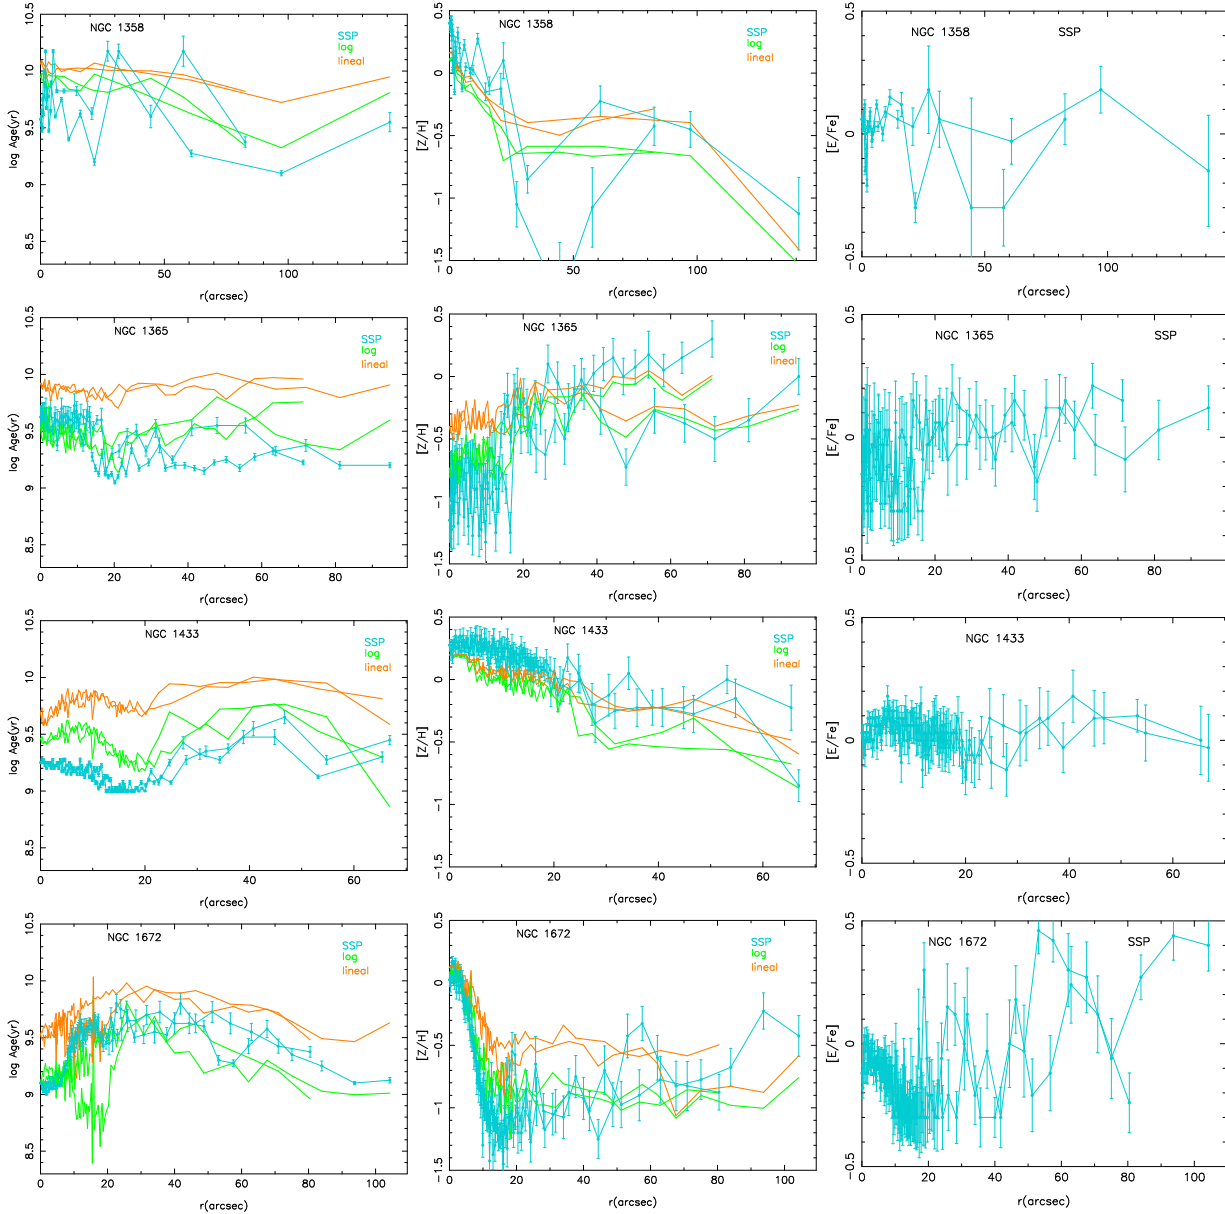 NGC 1358
SSP
log
lineal
10.5
10
9.5
9
8.5
log Age(yr)
0
50
100
r(arcsec)
NGC 1358
SSP
log
lineal
0.5
0
−0.5
−1
−1.5
[Z/H]
0
50
100
r(arcsec)
NGC 1358
SSP
0.5
0
−0.5
[E/Fe]
0
50
100
r(arcsec)
NGC 1365
SSP
log
lineal
10.5
10
9.5
9
8.5
log Age(yr)
0
20
40
60
80
r(arcsec)
NGC 1365
SSP
log
lineal
0.5
0
−0.5
−1
−1.5
[Z/H]
0
20
40
60
80
r(arcsec)
NGC 1365
SSP
0.5
0
−0.5
[E/Fe]
0
20
40
60
80
r(arcsec)
NGC 1433
SSP
log
lineal
10.5
10
9.5
9
8.5
log Age(yr)
0
20
40
60
r(arcsec)
NGC 1433
SSP
log
lineal
0.5
0
−0.5
−1
−1.5
[Z/H]
0
20
40
60
r(arcsec)
NGC 1433
0.5
0
−0.5
[E/Fe]
0
20
40
60
r(arcsec)
NGC 1672
SSP
log
lineal
10.5
10
9.5
9
8.5
log Age(yr)
0
20
40
60
80
100
r(arcsec)
NGC 1672
SSP
log
lineal
0.5
0
−0.5
−1
−1.5
[Z/H]
0
20
40
60
80
100
r(arcsec)
NGC 1672
SSP
0.5
0
−0.5
[E/Fe]
0
20
40
60
80
100
r(arcsec)